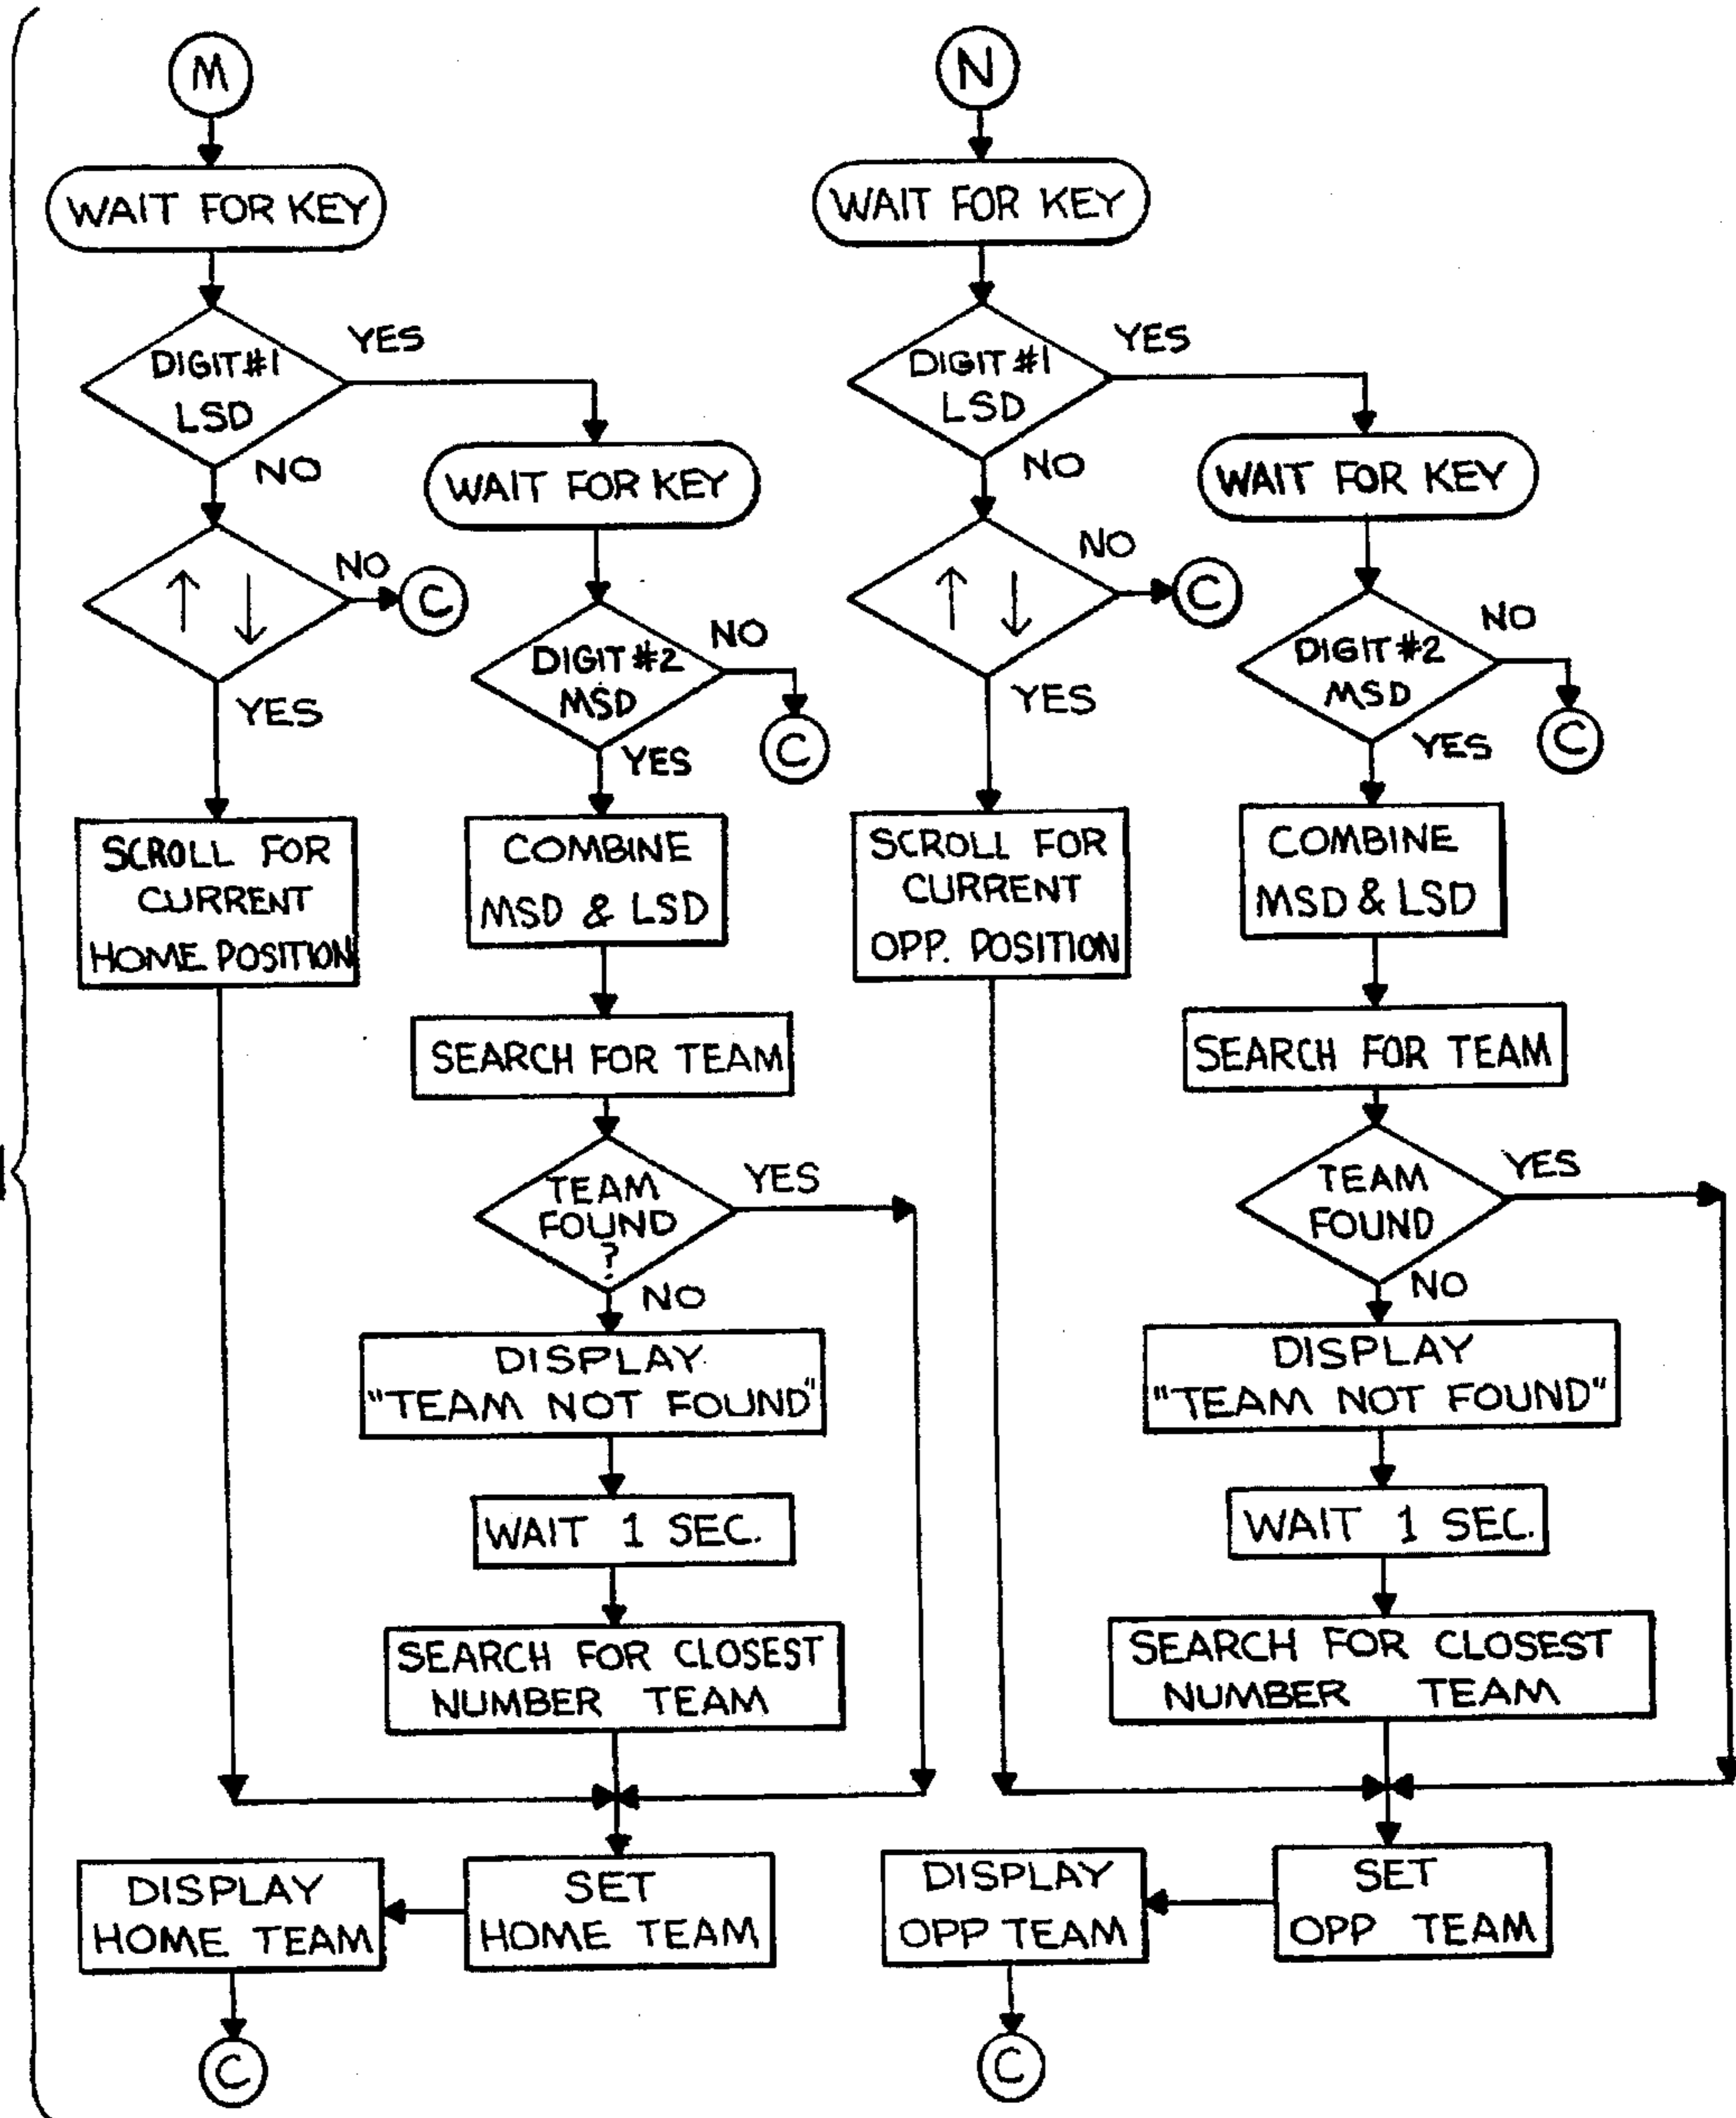 M
WAIT FOR KEY
DIGIT #1
LSD
YES
NO
WAIT FOR KEY
↑ ↓
NO
C
YES
DIGIT #2
MSD
NO
C
YES
SCROLL FOR
CURRENT
HOME POSITION
COMBINE
MSD & LSD
SEARCH FOR TEAM
TEAM
FOUND
?
YES
NO
DISPLAY
"TEAM NOT FOUND"
WAIT 1 SEC.
SEARCH FOR CLOSEST
NUMBER TEAM
SET
HOME TEAM
DISPLAY
HOME TEAM
C
N
WAIT FOR KEY
DIGIT #1
LSD
YES
NO
WAIT FOR KEY
↑ ↓
NO
C
YES
DIGIT #2
MSD
NO
C
YES
SCROLL FOR
CURRENT
OPP. POSITION
COMBINE
MSD & LSD
SEARCH FOR TEAM
TEAM
FOUND
YES
NO
DISPLAY
"TEAM NOT FOUND"
WAIT 1 SEC.
SEARCH FOR CLOSEST
NUMBER TEAM
SET
OPP TEAM
DISPLAY
OPP TEAM
C